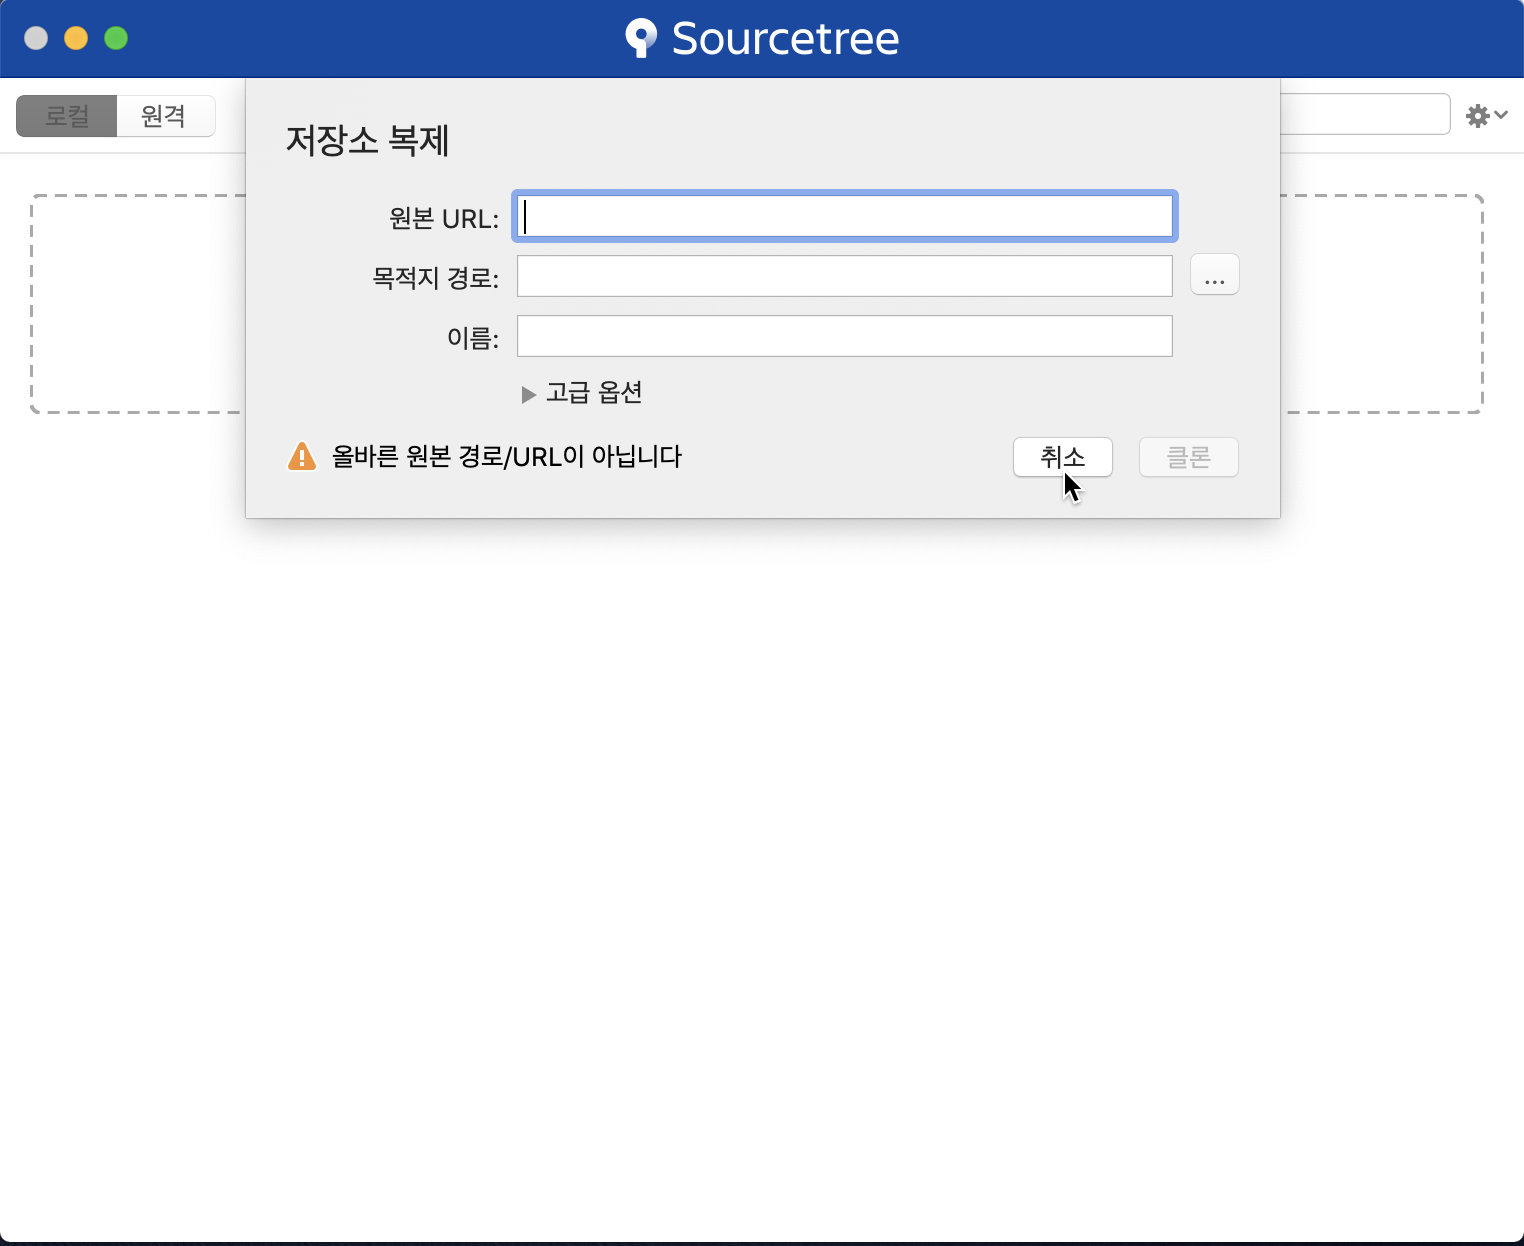 Sourcetree
로컬 원격
저장소 복제
원본 URL:
목적지 경로:
...
이름:
고급 옵션
올바른 원본 경로/URL이 아닙니다
취소 클론